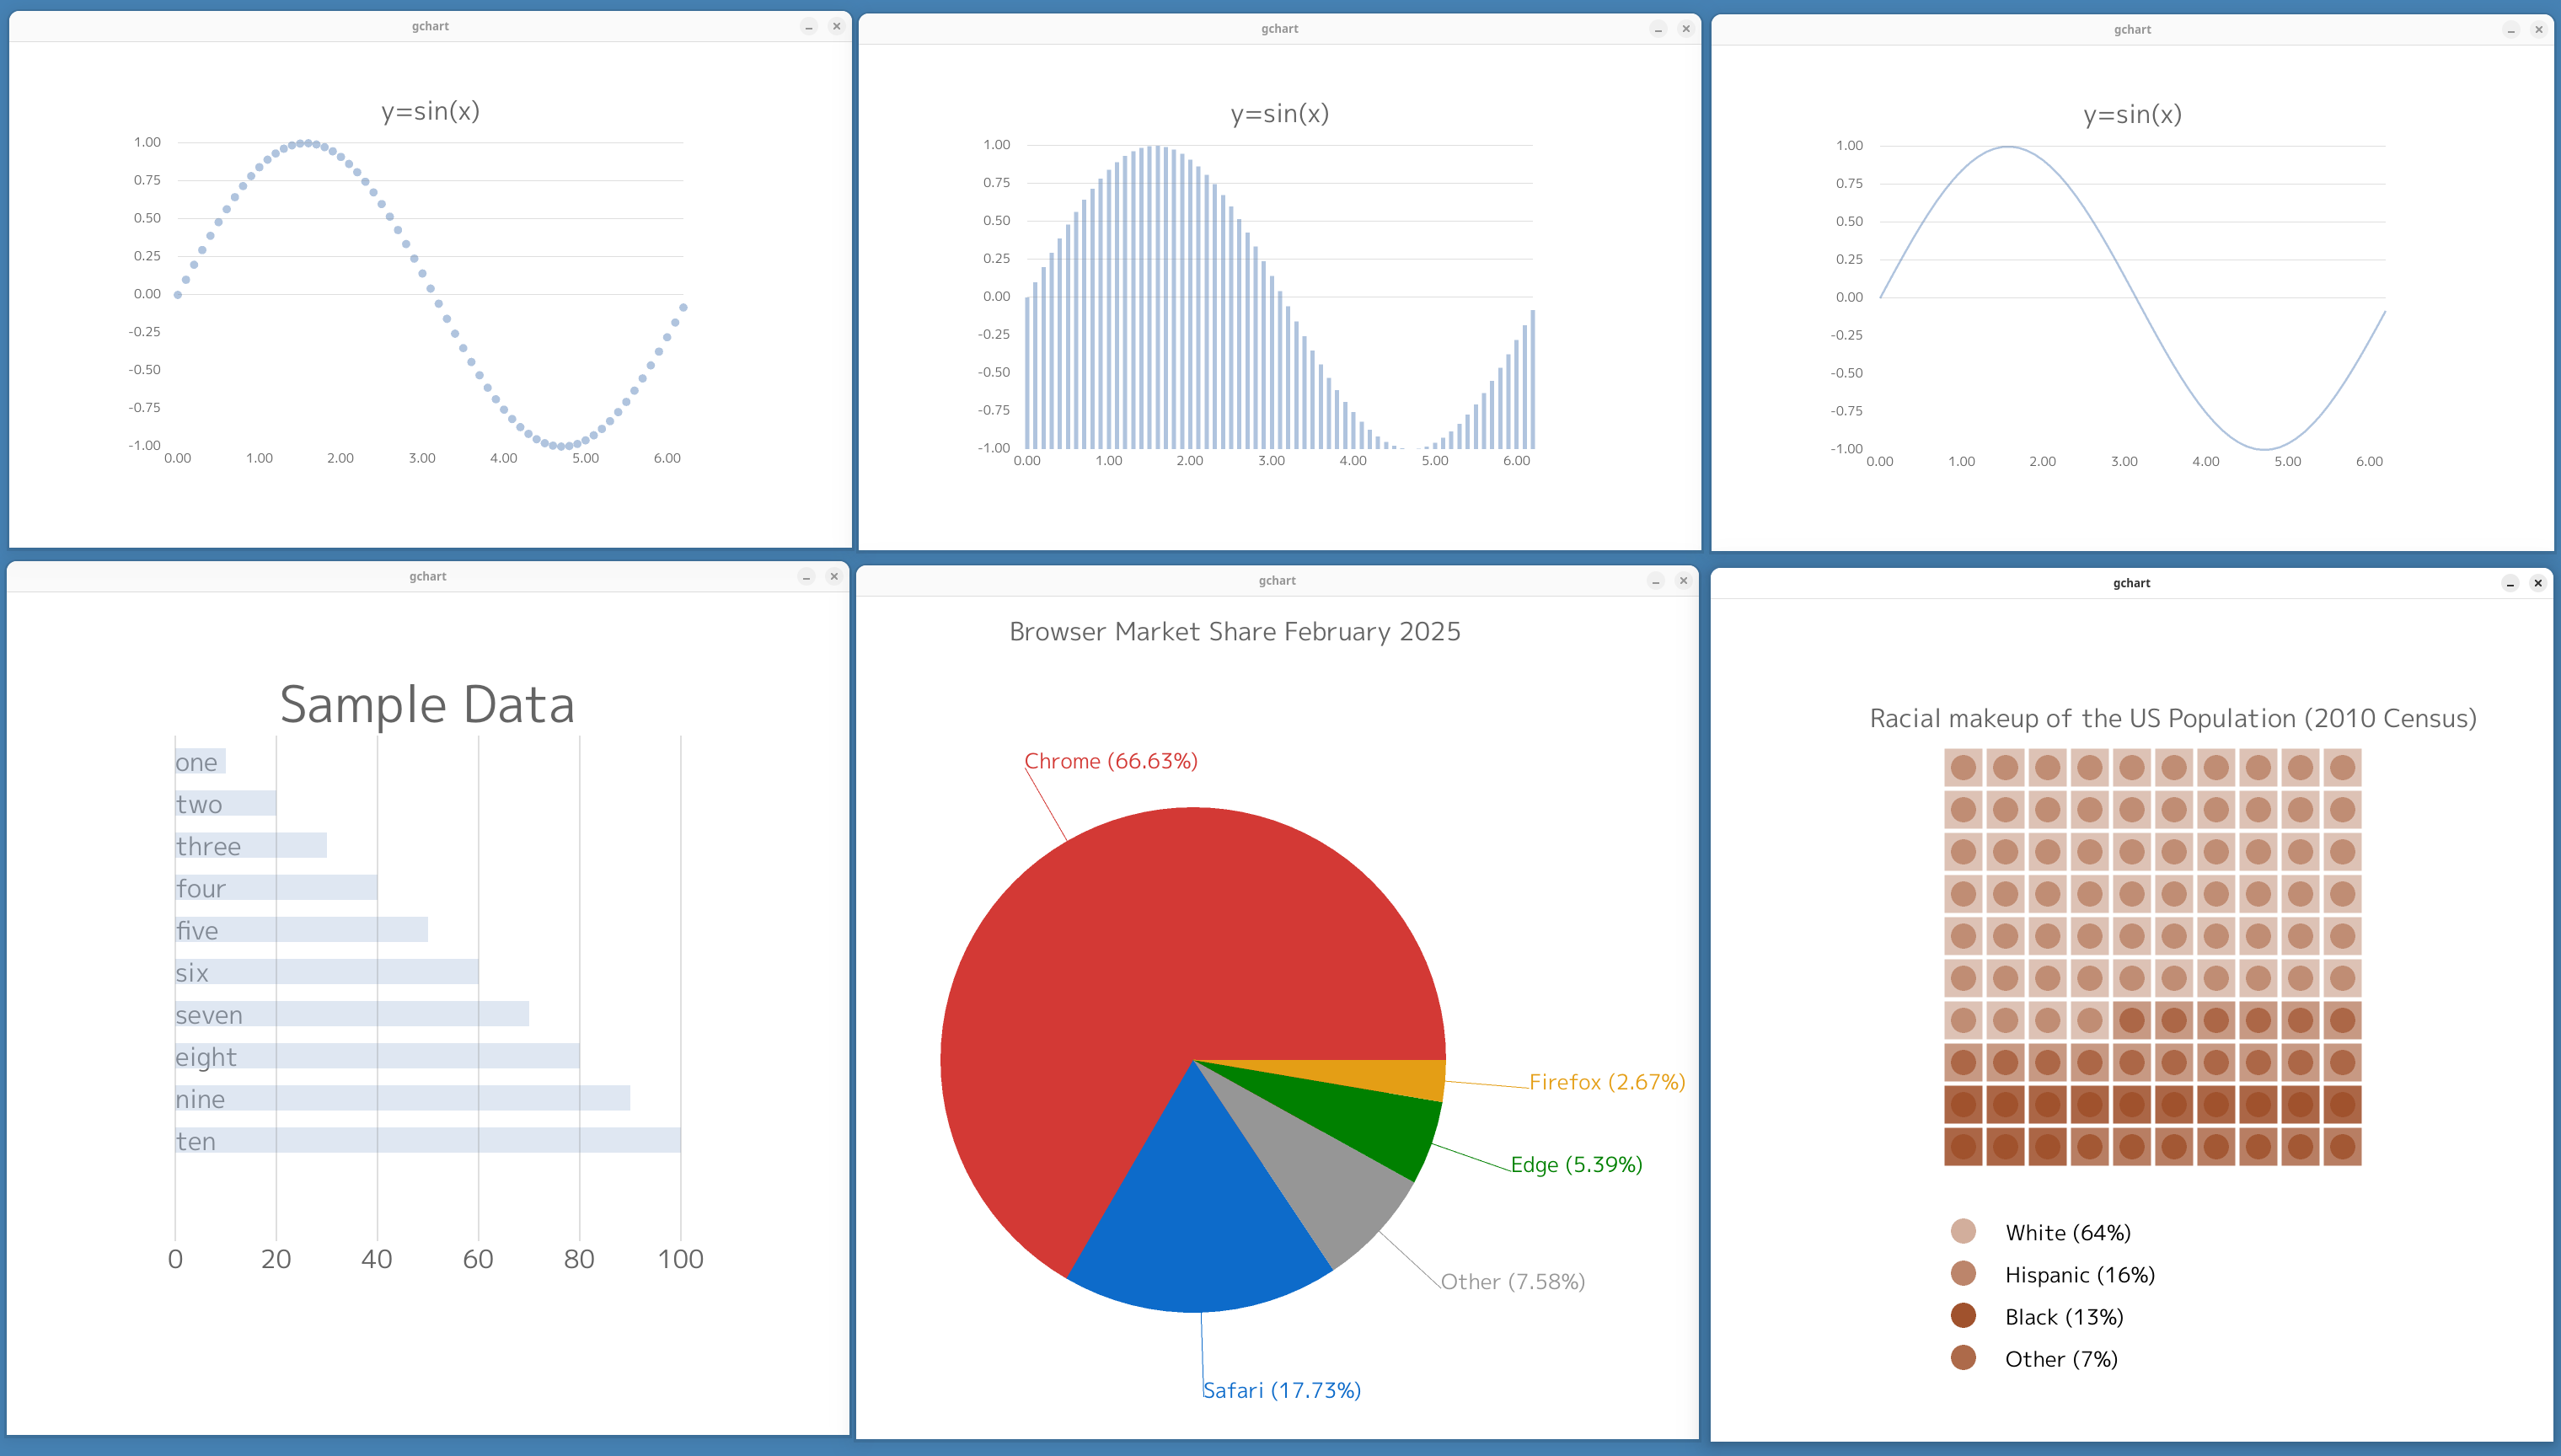 gchart
y=sin(x)
1.00
0.75
0.50
0.25
0.00
-0.25
-0.50
-0.75
-1.00
0.00 1.00 2.00 3.00 4.00 5.00 6.00
gchart
y=sin(x)
1.00
0.75
0.50
0.25
0.00
-0.25
-0.50
-0.75
-1.00
0.00 1.00 2.00 3.00 4.00 5.00 6.00
gchart
y=sin(x)
1.00
0.75
0.50
0.25
0.00
-0.25
-0.50
-0.75
-1.00
0.00 1.00 2.00 3.00 4.00 5.00 6.00
gchart
Sample Data
one
two
three
four
five
six
seven
eight
nine
ten
0 20 40 60 80 100
gchart
Browser Market Share February 2025
Chrome (66.63%)
Firefox (2.67%)
Edge (5.39%)
Other (7.58%)
Safari (17.73%)
gchart
Racial makeup of the US Population (2010 Census)
White (64%)
Hispanic (16%)
Black (13%)
Other (7%)